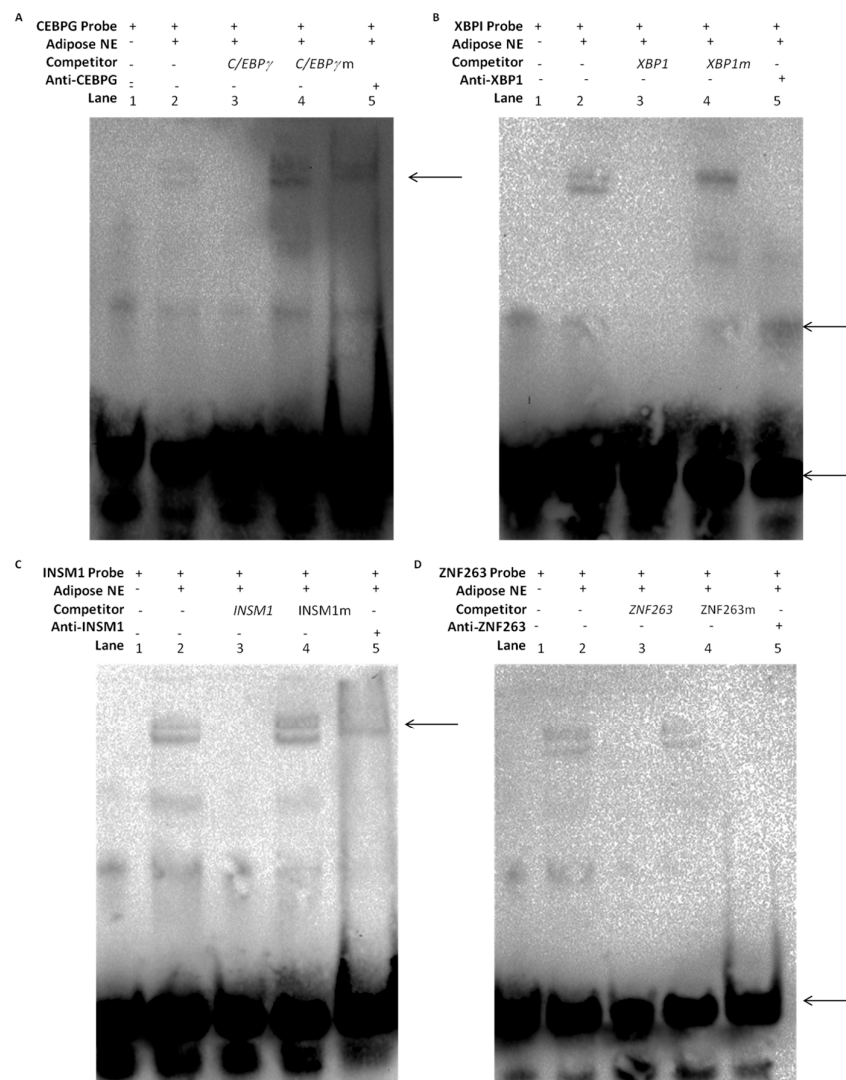 A
CEBPG Probe + + + + +
Adipose NE - + + + +
Competitor - - C/EBPγ C/EBPγm -
Anti-CEBPG - - - - +
Lane 1 2 3 4 5
B
XBPI Probe + + + + +
Adipose NE - + + + +
Competitor - - XBP1 XBP1m -
Anti-XBP1 - - - - +
Lane 1 2 3 4 5
C
INSM1 Probe + + + + +
Adipose NE - + + + +
Competitor - - INSM1 INSM1m -
Anti-INSM1 - - - - +
Lane 1 2 3 4 5
D
ZNF263 Probe + + + + +
Adipose NE - + + + +
Competitor - - ZNF263 ZNF263m -
Anti-ZNF263 - - - - +
Lane 1 2 3 4 5